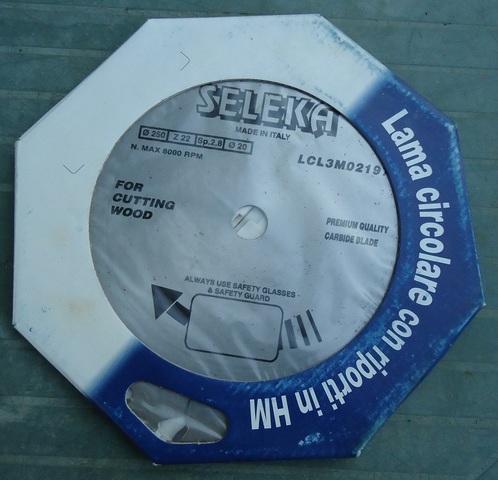 SELEKA
MADE IN ITALY
Ø 250 Z 22 Sp.2.8 Ø 20
N. MAX 6000 RPM
LCL3M0219
FOR
CUTTING
WOOD
PREMIUM QUALITY
CARBIDE BLADE
ALWAYS USE SAFETY GLASSES
& SAFETY GUARD
Lama circolare con riporti in HM